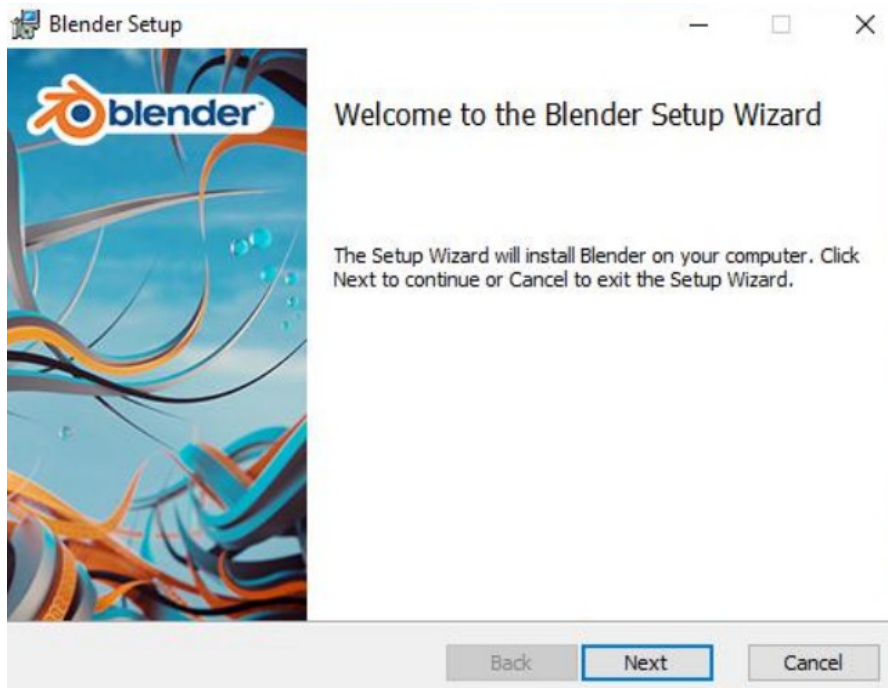 Blender Setup
blender
Welcome to the Blender Setup Wizard
The Setup Wizard will install Blender on your computer. Click
Next to continue or Cancel to exit the Setup Wizard.
Back
Next
Cancel